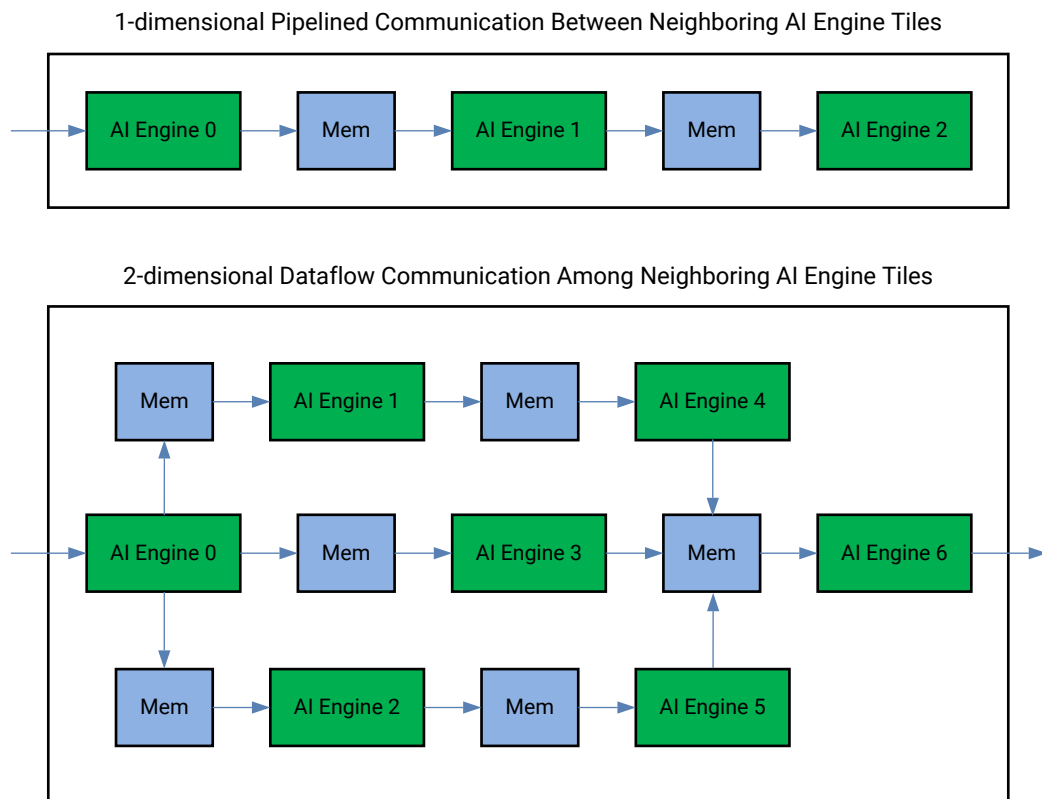 1-dimensional Pipelined Communication Between Neighboring AI Engine Tiles
AI Engine 0
Mem
AI Engine 1
Mem
AI Engine 2
2-dimensional Dataflow Communication Among Neighboring AI Engine Tiles
Mem
AI Engine 1
Mem
AI Engine 4
AI Engine 0
Mem
AI Engine 3
Mem
AI Engine 6
Mem
AI Engine 2
Mem
AI Engine 5